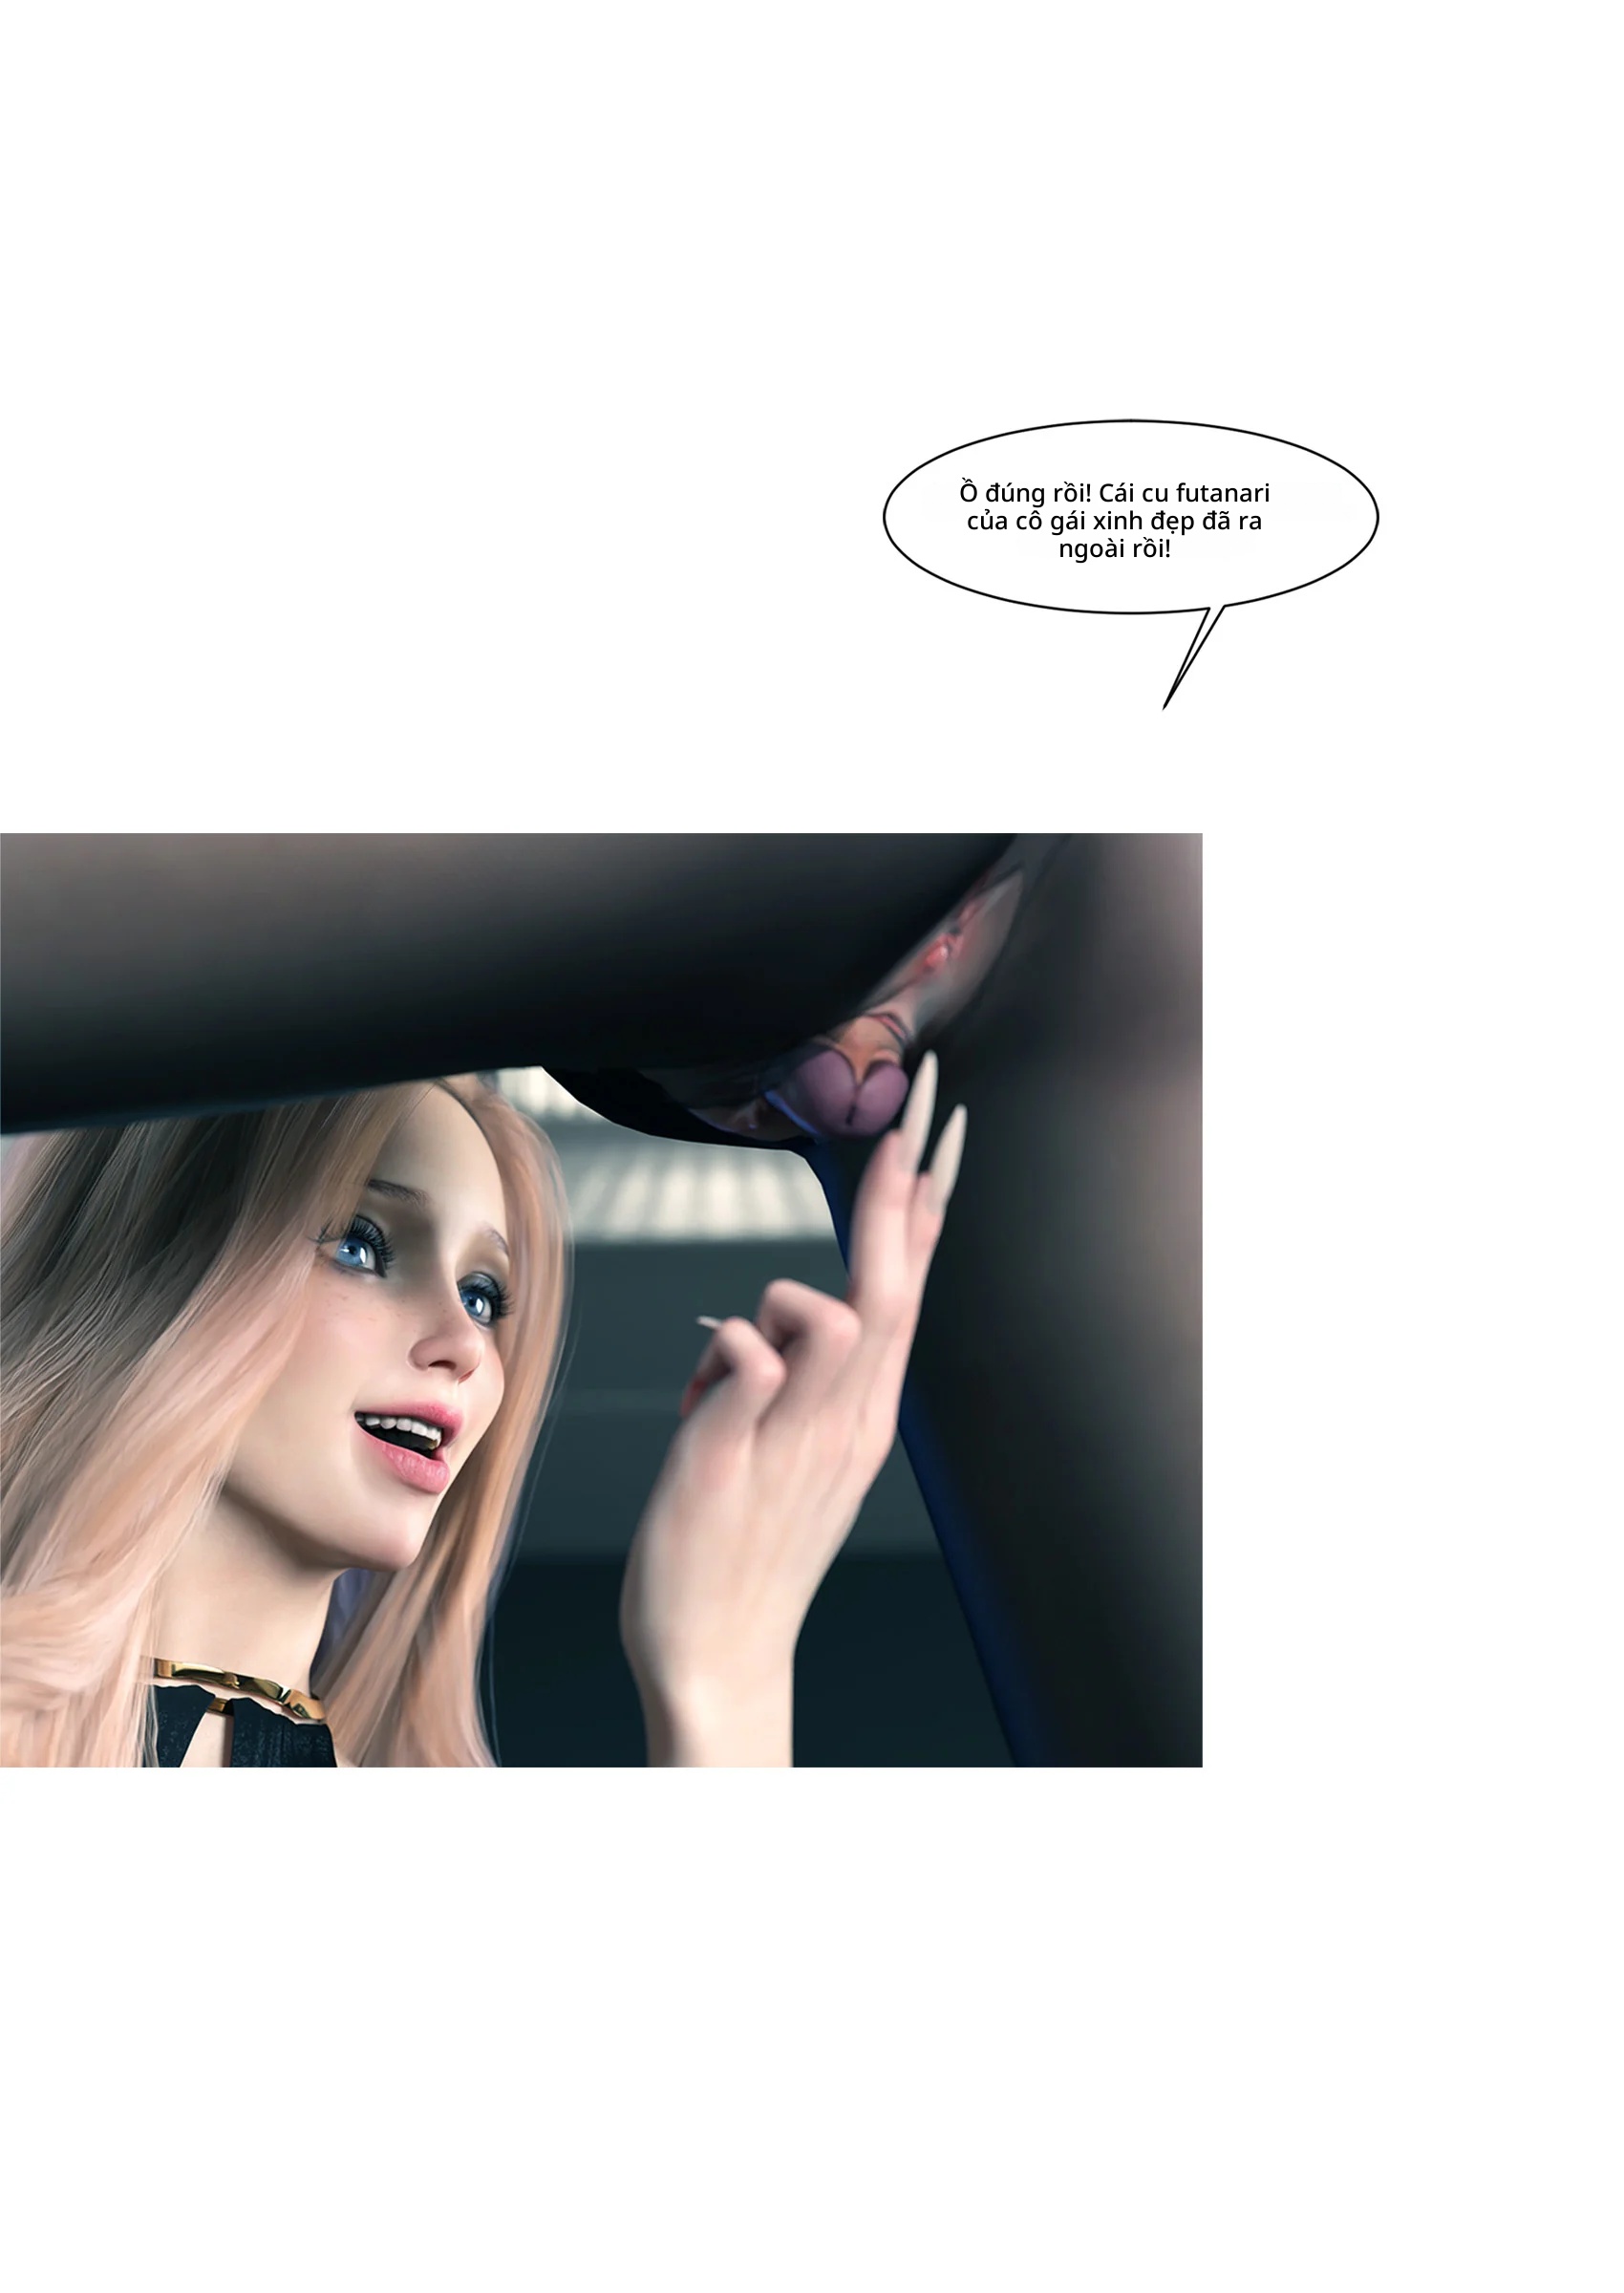 Ồ đúng rồi! Cái cu futanari
của cô gái xinh đẹp đã ra
ngoài rồi!